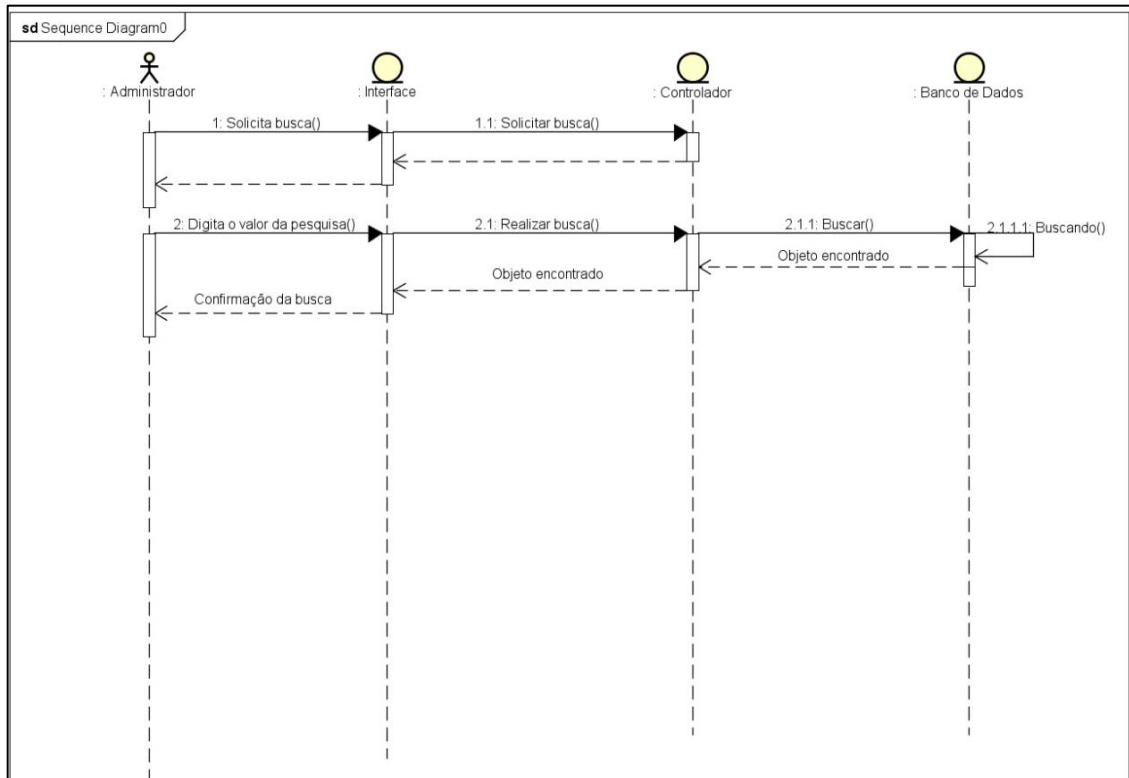 sd Sequence Diagram0
: Administrador
: Interface
: Controlador
: Banco de Dados
1: Solicita busca()
1.1: Solicitar busca()
2: Digita o valor da pesquisa()
2.1: Realizar busca()
2.1.1: Buscar()
2.1.1.1: Buscando()
Objeto encontrado
Objeto encontrado
Confirmação da busca